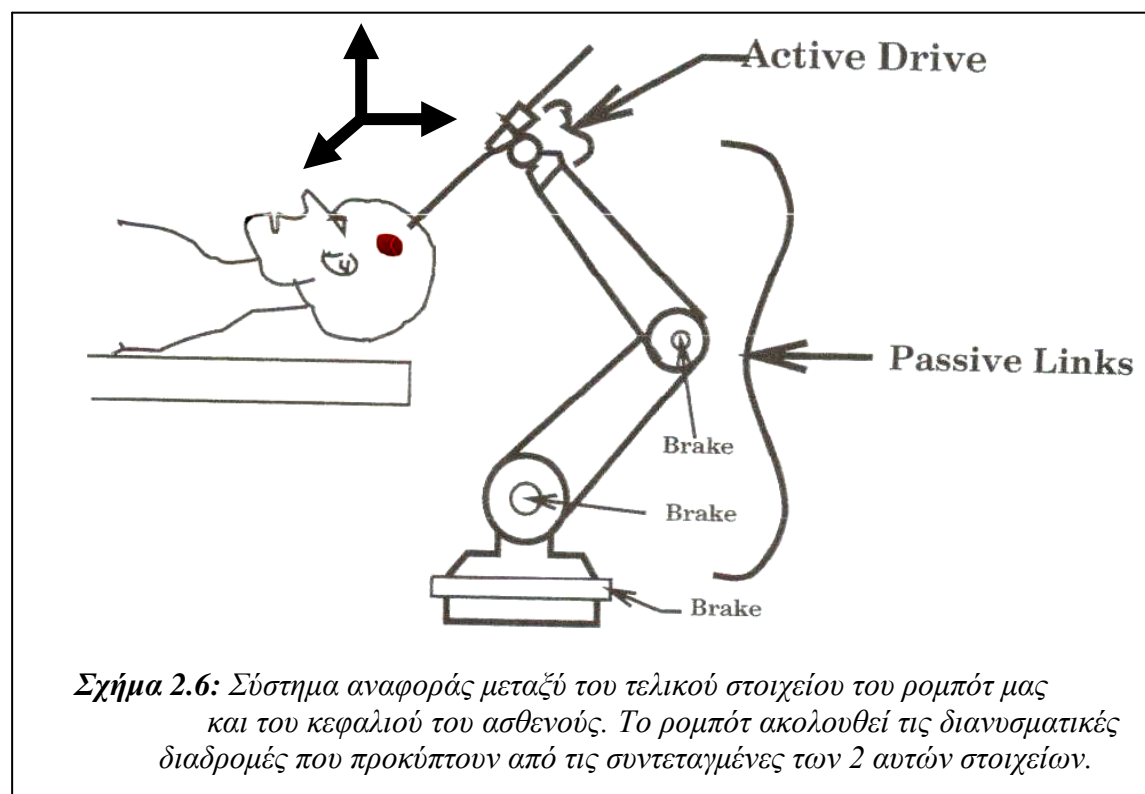 Active Drive
Passive Links
Brake
Brake
Brake
Σχήμα 2.6: Σύστημα αναφοράς μεταξύ του τελικού στοιχείου του ρομπότ μας
και του κεφαλιού του ασθενούς. Το ρομπότ ακολουθεί τις διανυσματικές
διαδρομές που προκύπτουν από τις συντεταγμένες των 2 αυτών στοιχείων.